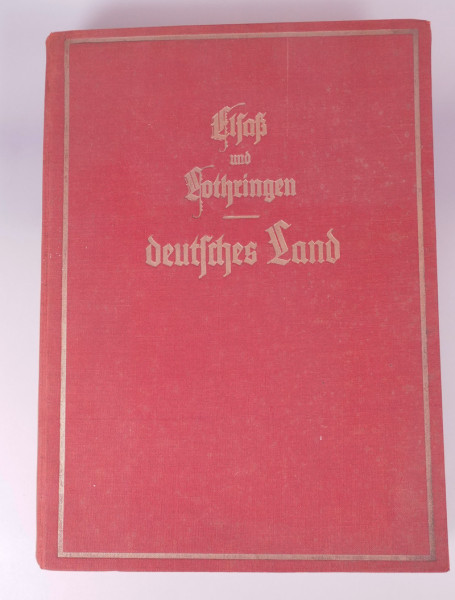 Elſaß
und
Lothringen
deutſches Land